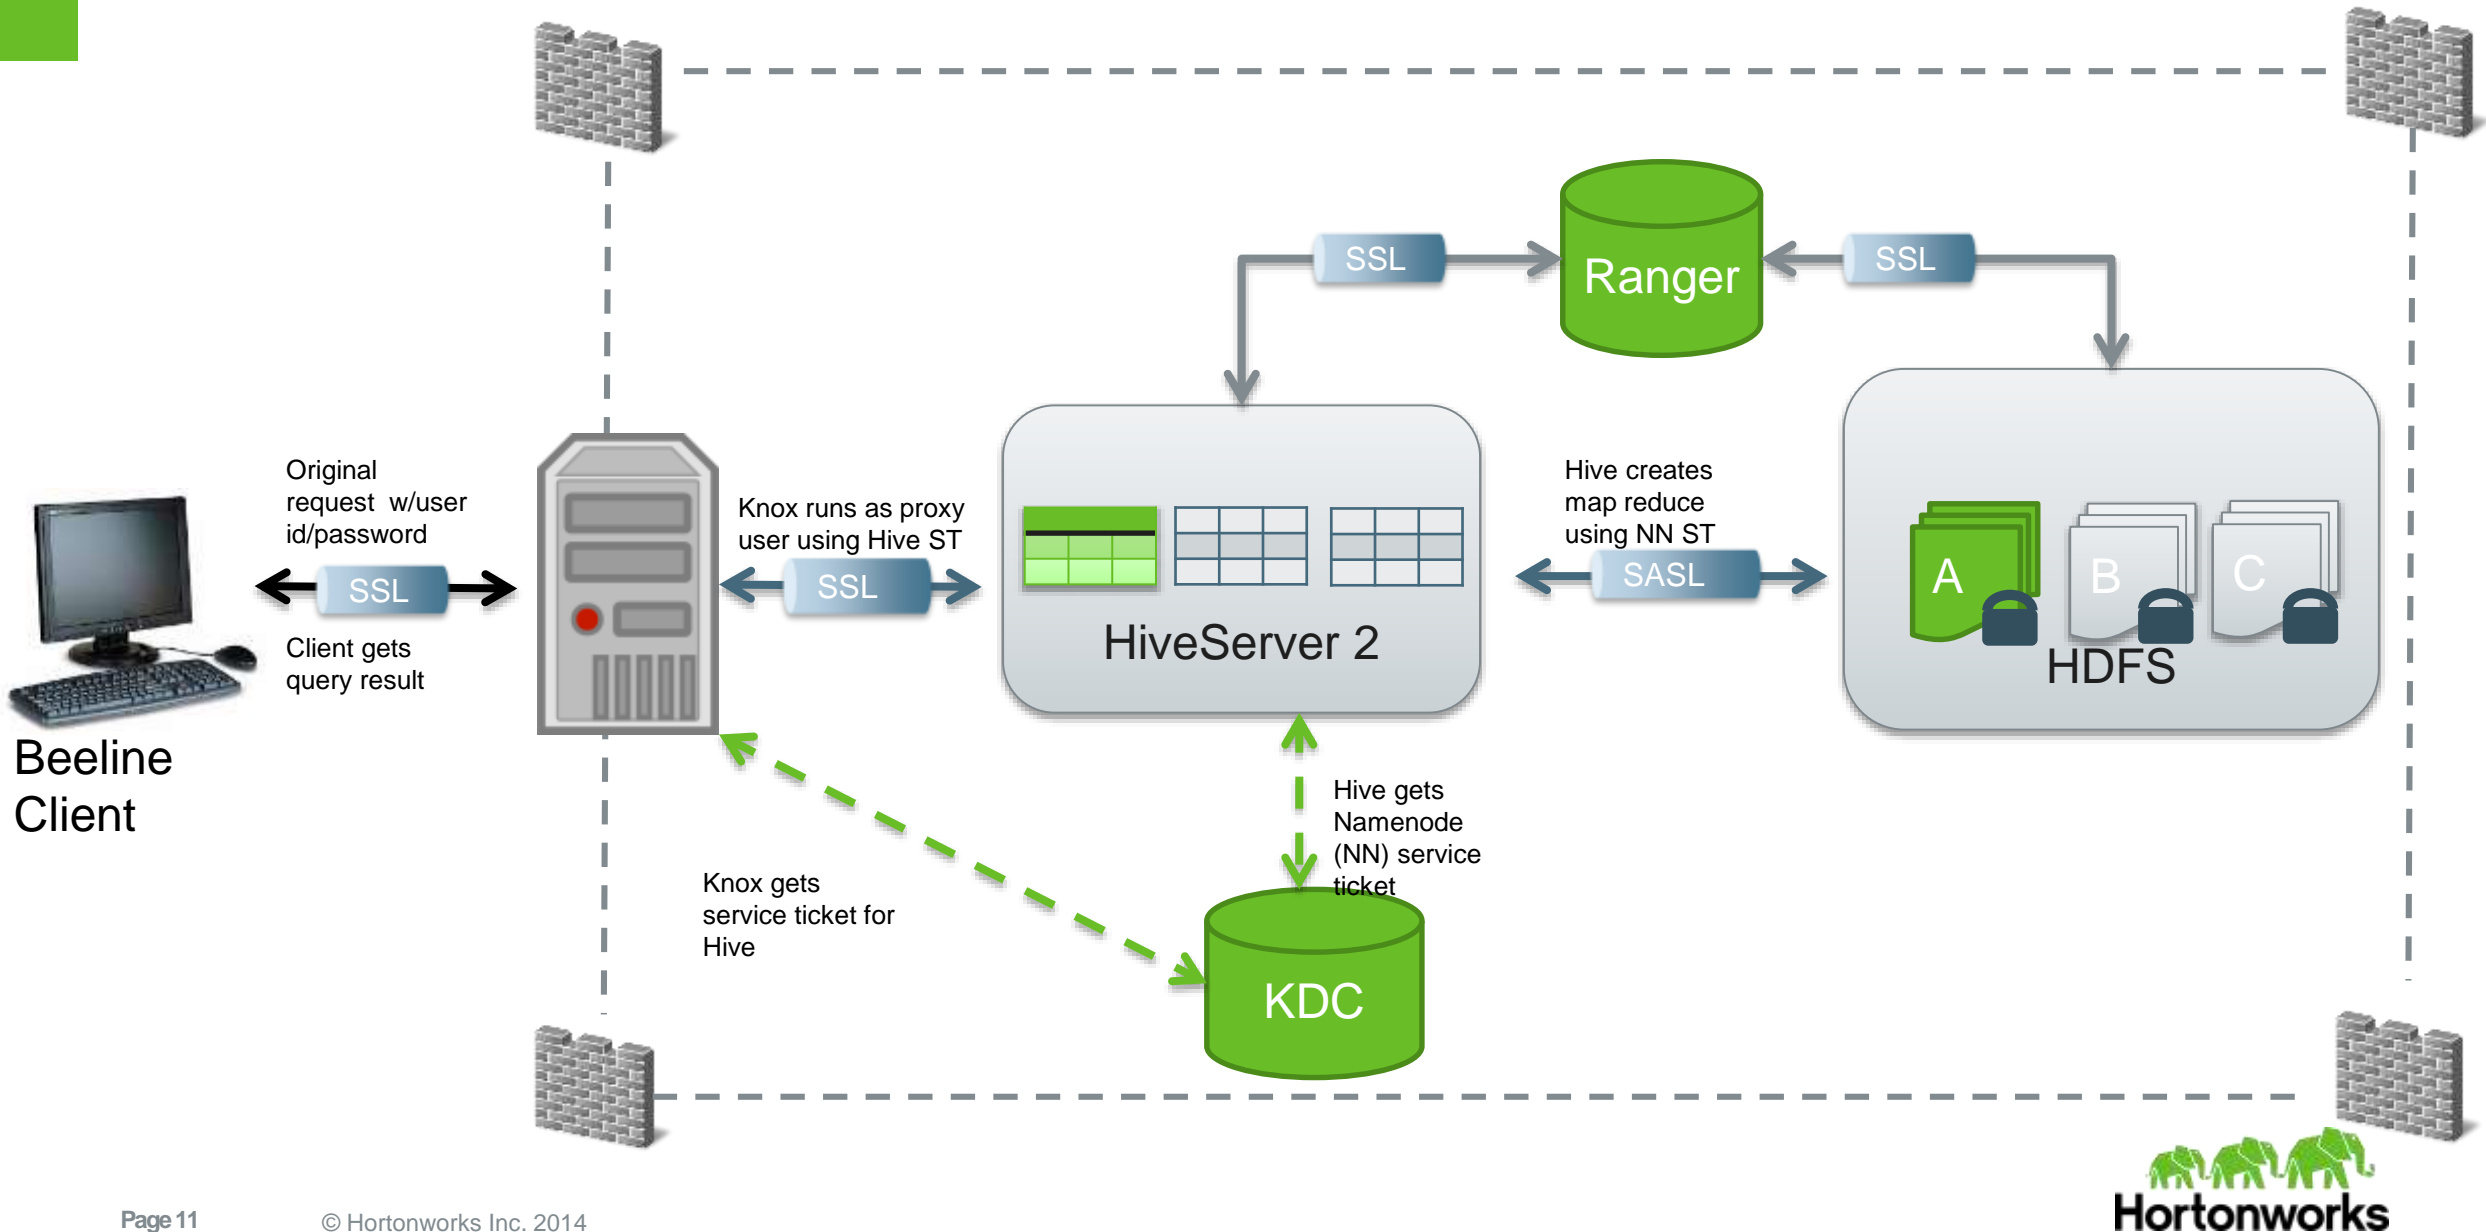 SSL
Ranger
SSL
Original
request w/user
id/password
SSL
Client gets
query result
Beeline
Client
Knox runs as proxy
user using Hive ST
SSL
HiveServer 2
Hive creates
map reduce
using NN ST
SASL
A
B
C
HDFS
Knox gets
service ticket for
Hive
Hive gets
Namenode
(NN) service
ticket
KDC
Page 11
© Hortonworks Inc. 2014
Hortonworks